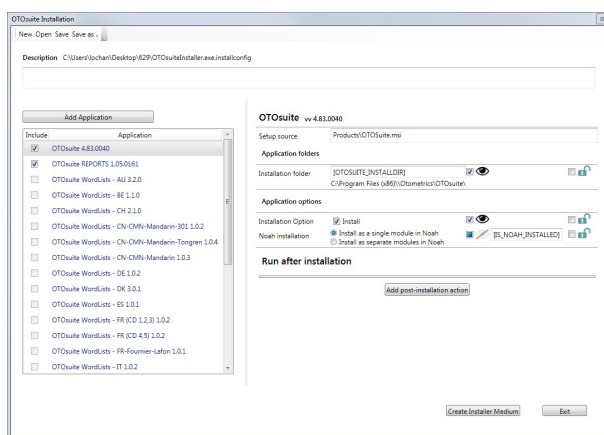 OTOsuite Installation
New Open Save Save as ..
Description C:\Users\lochan\Desktop\629\OTOsuiteInstaller.exe.installconfig
Add Application
Include Application
OTOsuite 4.83.0040
OTOsuite REPORTS 1.05.0161
OTOsuite WordLists - AU 3.2.0
OTOsuite WordLists - BE 1.1.0
OTOsuite WordLists - CH 2.1.0
OTOsuite WordLists - CN-CMN-Mandarin-301 1.0.2
OTOsuite WordLists - CN-CMN-Mandarin-Tongren 1.0.4
OTOsuite WordLists - CN-CMN-Mandarin 1.0.3
OTOsuite WordLists - DE 1.0.2
OTOsuite WordLists - DK 3.0.1
OTOsuite WordLists - ES 1.0.1
OTOsuite WordLists - FR (CD 1,2,3) 1.0.2
OTOsuite WordLists - FR (CD 4,5) 1.0.2
OTOsuite WordLists - FR-Fournier-Lafon 1.0.1
OTOsuite WordLists - IT 1.0.2
OTOsuite vv 4.83.0040
Setup source Products\OTOSuite.msi
Application folders
Installation folder [OTOSUITE_INSTALLDIR]
C:\Program Files (x86)\\Otometrics\OTOsuite\
Application options
Installation Option Install
Noah installation Install as a single module in Noah [IS_NOAH_INSTALLED]
Install as separate modules in Noah
Run after installation
Add post-installation action
Create Installer Medium Exit